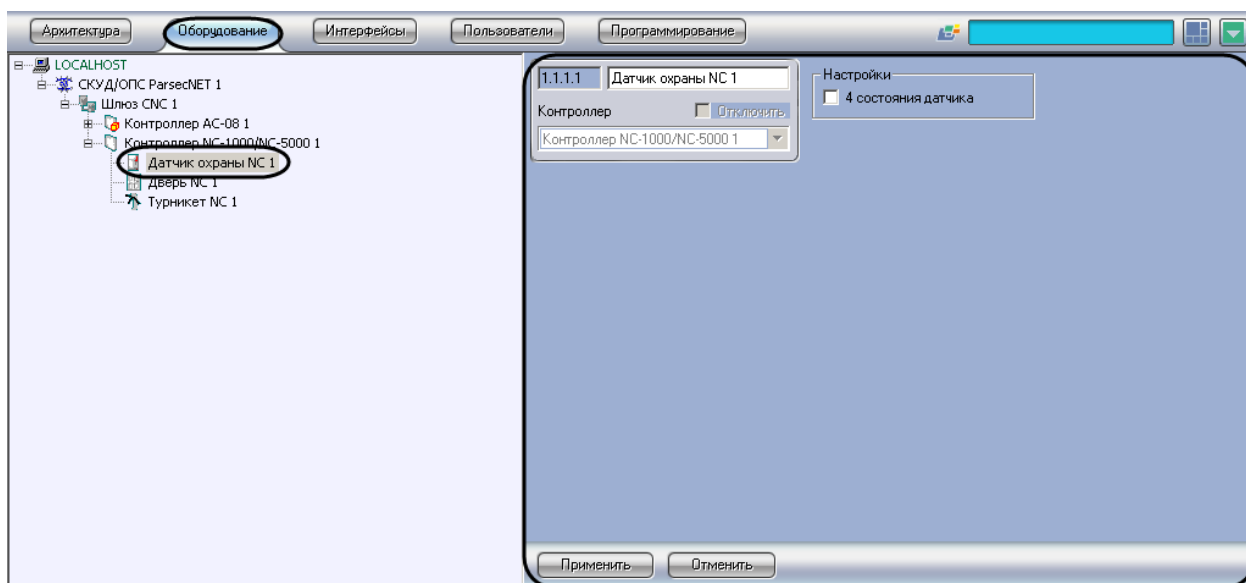 Архитектура Оборудование Интерфейсы Пользователи Программирование
LOCALHOST
СКУД/ОПС ParsecNET 1
Шлюз CNC 1
Контроллер AC-08 1
Контроллер NC-1000/NC-5000 1
Датчик охраны NC 1
Дверь NC 1
Турникет NC 1
1.1.1.1 Датчик охраны NC 1
Контроллер Отключить
Контроллер NC-1000/NC-5000 1
Настройки
4 состояния датчика
Применить Отменить